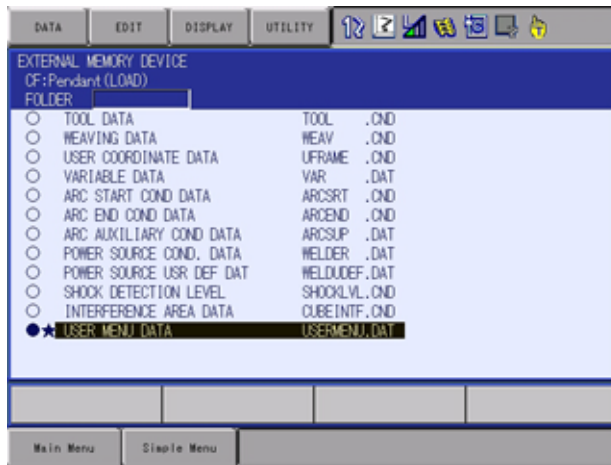 DATA EDIT DISPLAY UTILITY
EXTERNAL MEMORY DEVICE
CF:Pendant(LOAD)
FOLDER
TOOL DATA TOOL .CND
WEAVING DATA WEAV .CND
USER COORDINATE DATA UFRAME .CND
VARIABLE DATA VAR .DAT
ARC START COND DATA ARCSRT .CND
ARC END COND DATA ARCEND .CND
ARC AUXILIARY COND DATA ARCSUP .DAT
POWER SOURCE COND. DATA WELDER .DAT
POWER SOURCE USR DEF DAT WELDUDEF.DAT
SHOCK DETECTION LEVEL SHOCKLVL.CND
INTERFERENCE AREA DATA CUBEINTF.CND
★ USER MENU DATA USERMENU.DAT
Main Menu Simple Menu